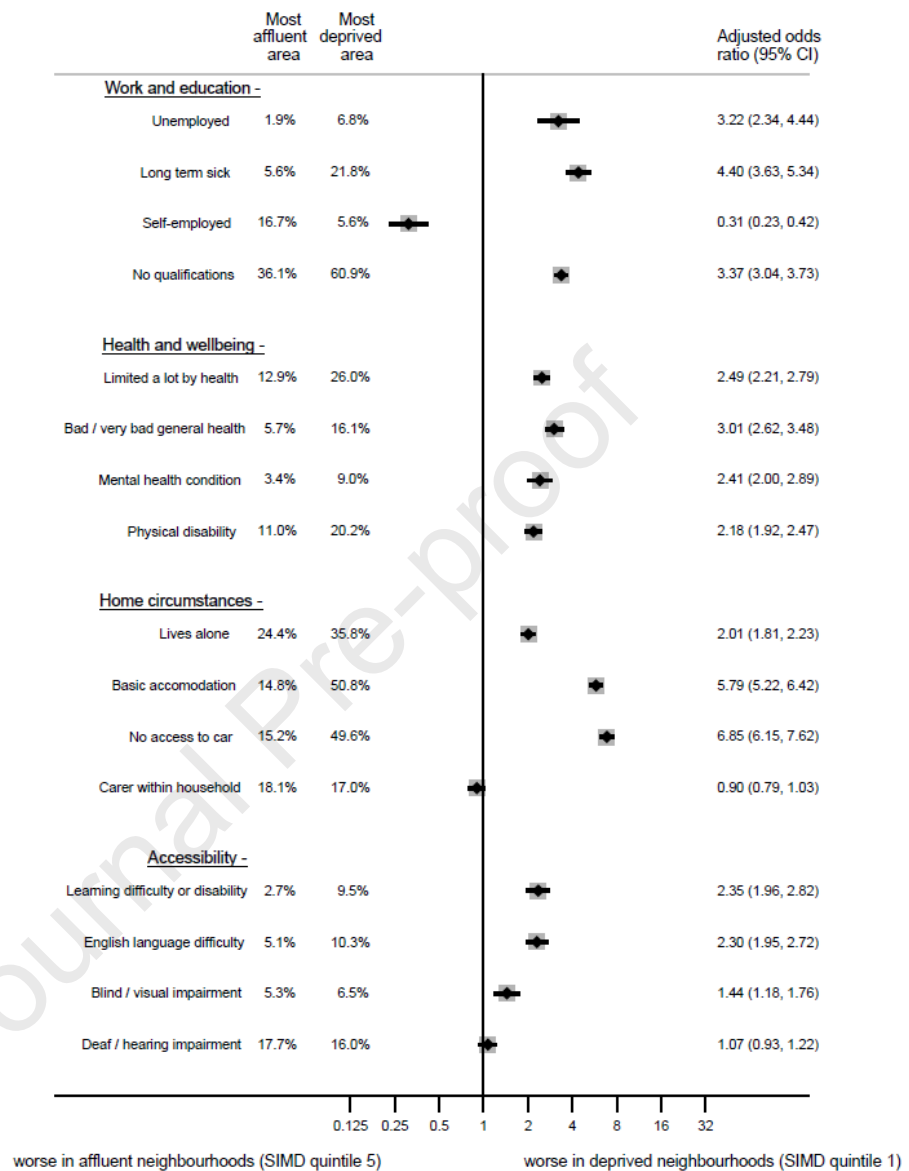 Most affluent area Most deprived area Adjusted odds ratio (95% CI)
Work and education -
Unemployed 1.9% 6.8% 3.22 (2.34, 4.44)
Long term sick 5.6% 21.8% 4.40 (3.63, 5.34)
Self-employed 16.7% 5.6% 0.31 (0.23, 0.42)
No qualifications 36.1% 60.9% 3.37 (3.04, 3.73)
Health and wellbeing -
Limited a lot by health 12.9% 26.0% 2.49 (2.21, 2.79)
Bad / very bad general health 5.7% 16.1% 3.01 (2.62, 3.48)
Mental health condition 3.4% 9.0% 2.41 (2.00, 2.89)
Physical disability 11.0% 20.2% 2.18 (1.92, 2.47)
Home circumstances -
Lives alone 24.4% 35.8% 2.01 (1.81, 2.23)
Basic accomodation 14.8% 50.8% 5.79 (5.22, 6.42)
No access to car 15.2% 49.6% 6.85 (6.15, 7.62)
Carer within household 18.1% 17.0% 0.90 (0.79, 1.03)
Accessibility -
Learning difficulty or disability 2.7% 9.5% 2.35 (1.96, 2.82)
English language difficulty 5.1% 10.3% 2.30 (1.95, 2.72)
Blind / visual impairment 5.3% 6.5% 1.44 (1.18, 1.76)
Deaf / hearing impairment 17.7% 16.0% 1.07 (0.93, 1.22)
0.125 0.25 0.5 1 2 4 8 16 32
worse in affluent neighbourhoods (SIMD quintile 5) worse in deprived neighbourhoods (SIMD quintile 1)
Journal Pre-proof